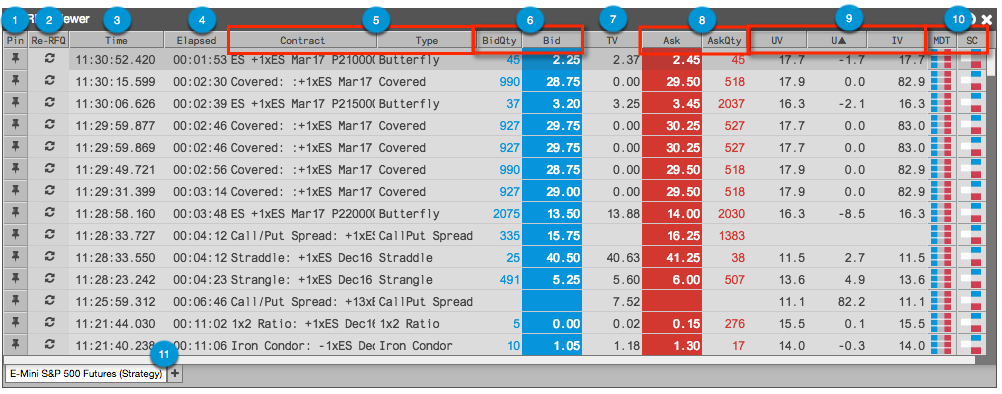 1 2 3 4 5 6 7 8 9 10
ewer
Pin Re-RFQ Time Elapsed Contract Type BidQty Bid TV Ask AskQty UV U▲ IV MDT SC
11:30:52.420 00:01:53 ES +1xES Mar17 P21000( Butterfly 45 2.25 2.37 2.45 45 17.7 -1.7 17.7
11:30:15.599 00:02:30 Covered: :+1xES Mar17 Covered 990 28.75 0.00 29.50 518 17.9 0.0 82.9
11:30:06.626 00:02:39 ES +1xES Mar17 P21500( Butterfly 37 3.20 3.25 3.45 2037 16.3 -2.1 16.3
11:29:59.877 00:02:46 Covered: :+1xES Mar17 Covered 927 29.75 0.00 30.25 527 17.7 0.0 83.0
11:29:59.869 00:02:46 Covered: :+1xES Mar17 Covered 927 29.75 0.00 30.25 527 17.7 0.0 83.0
11:29:49.721 00:02:56 Covered: :+1xES Mar17 Covered 990 28.75 0.00 29.50 518 17.9 0.0 82.9
11:29:31.399 00:03:14 Covered: :+1xES Mar17 Covered 927 29.00 0.00 29.50 518 17.9 0.0 82.9
11:28:58.160 00:03:48 ES +1xES Mar17 P22000( Butterfly 2075 13.50 13.88 14.00 2030 16.3 -8.5 16.3
11:28:33.727 00:04:12 Call/Put Spread: +1xES CallPut Spread 335 15.75 16.25 1383
11:28:33.550 00:04:12 Straddle: +1xES Dec16 Straddle 25 40.50 40.63 41.25 38 11.5 2.7 11.5
11:28:23.242 00:04:23 Strangle: +1xES Dec16 Strangle 491 5.25 5.60 6.00 507 13.6 4.9 13.6
11:25:59.312 00:06:46 Call/Put Spread: +13xE CallPut Spread 7.52 11.1 82.2 11.1
11:21:44.030 00:11:02 1x2 Ratio: +1xES Dec16 1x2 Ratio 5 0.00 0.02 0.15 276 15.5 0.1 15.5
11:21:40.238 00:11:06 Iron Condor: -1xES Dec Iron Condor 10 1.05 1.18 1.30 17 14.0 -0.3 14.0
11
E-Mini S&P 500 Futures (Strategy) +